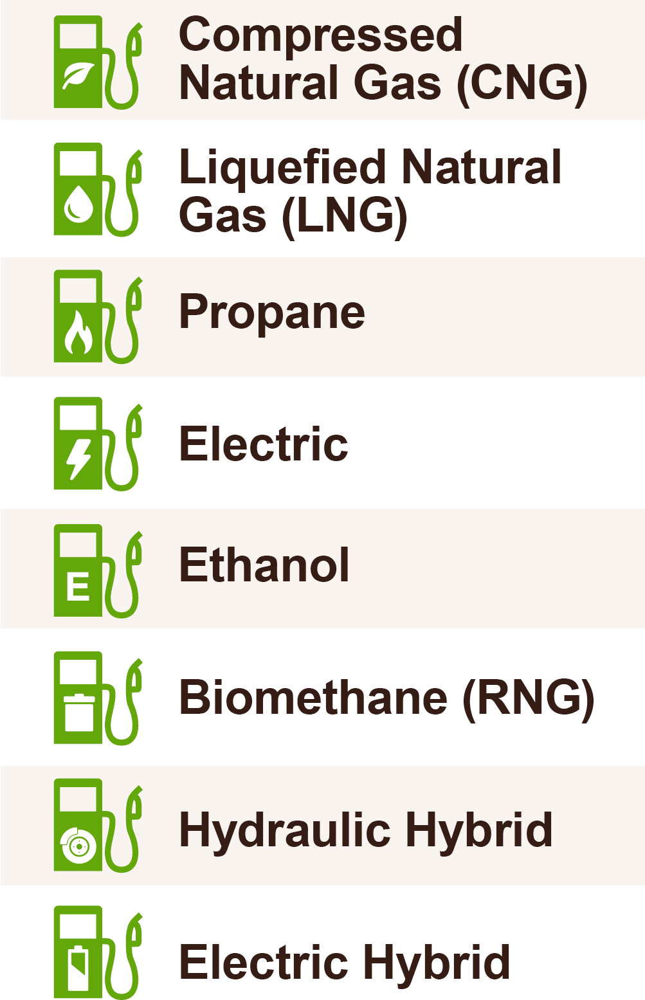 Compressed
Natural Gas (CNG)
Liquefied Natural
Gas (LNG)
Propane
Electric
E
Ethanol
Biomethane (RNG)
Hydraulic Hybrid
Electric Hybrid